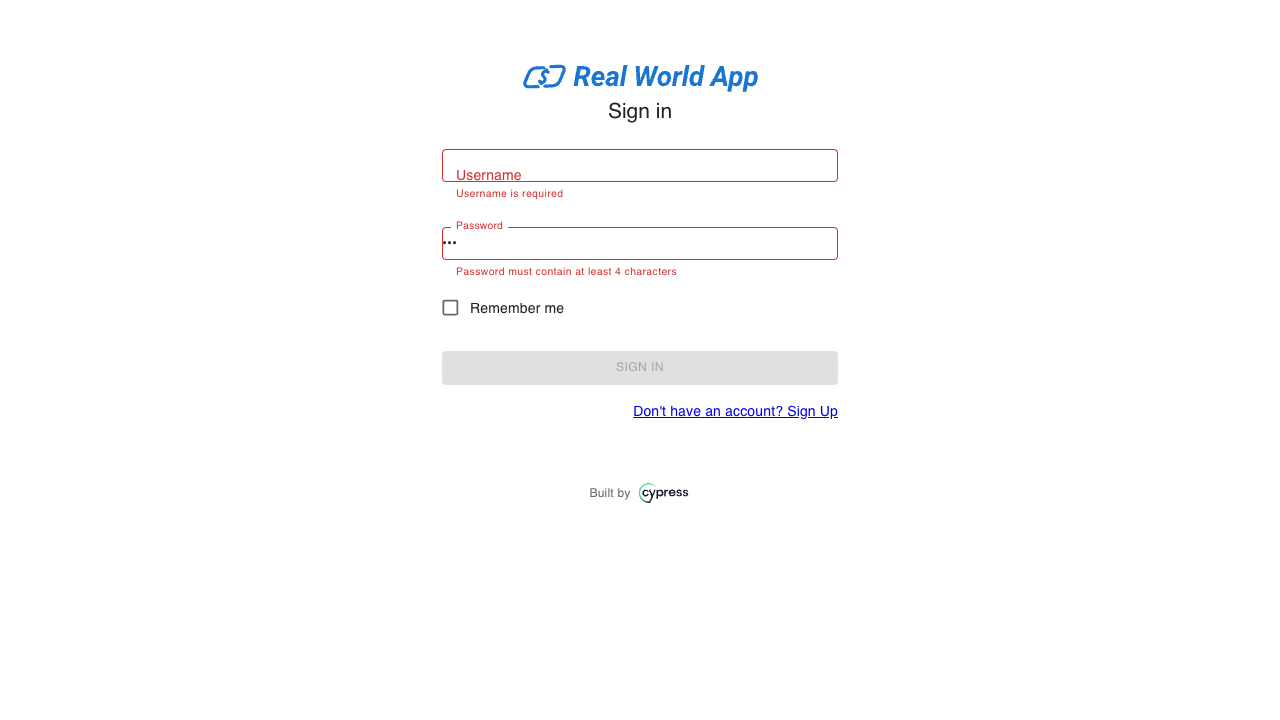 Real World App
Sign in
Username
Username is required
Password
•••
Password must contain at least 4 characters
Remember me
SIGN IN
Don't have an account? Sign Up
Built by cypress